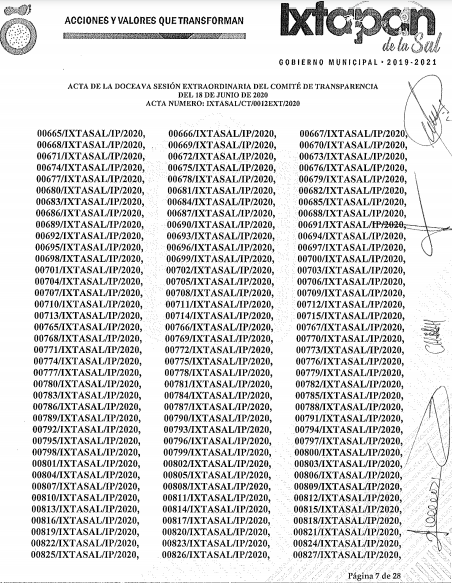 ACCIONES Y VALORES QUE TRANSFORMAN
Ixtapan
de la Sal
GOBIERNO MUNICIPAL • 2019-2021
ACTA DE LA DOCEAVA SESIÓN EXTRAORDINARIA DEL COMITÉ DE TRANSPARENCIA
DEL 18 DE JUNIO DE 2020
ACTA NUMERO: IXTASAL/CT/0012EXT/2020
00665/IXTASAL/IP/2020, 00666/IXTASAL/IP/2020, 00667/IXTASAL/IP/2020,
00668/IXTASAL/IP/2020, 00669/IXTASAL/IP/2020, 00670/IXTASAL/IP/2020,
00671/IXTASAL/IP/2020, 00672/IXTASAL/IP/2020, 00673/IXTASAL/IP/2020,
00674/IXTASAL/IP/2020, 00675/IXTASAL/IP/2020, 00676/IXTASAL/IP/2020,
00677/IXTASAL/IP/2020, 00678/IXTASAL/IP/2020, 00679/IXTASAL/IP/2020,
00680/IXTASAL/IP/2020, 00681/IXTASAL/IP/2020, 00682/IXTASAL/IP/2020,
00683/IXTASAL/IP/2020, 00684/IXTASAL/IP/2020, 00685/IXTASAL/IP/2020,
00686/IXTASAL/IP/2020, 00687/IXTASAL/IP/2020, 00688/IXTASAL/IP/2020,
00689/IXTASAL/IP/2020, 00690/IXTASAL/IP/2020, 00691/IXTASAL/IP/2020,
00692/IXTASAL/IP/2020, 00693/IXTASAL/IP/2020, 00694/IXTASAL/IP/2020,
00695/IXTASAL/IP/2020, 00696/IXTASAL/IP/2020, 00697/IXTASAL/IP/2020,
00698/IXTASAL/IP/2020, 00699/IXTASAL/IP/2020, 00700/IXTASAL/IP/2020,
00701/IXTASAL/IP/2020, 00702/IXTASAL/IP/2020, 00703/IXTASAL/IP/2020,
00704/IXTASAL/IP/2020, 00705/IXTASAL/IP/2020, 00706/IXTASAL/IP/2020,
00707/IXTASAL/IP/2020, 00708/IXTASAL/IP/2020, 00709/IXTASAL/IP/2020,
00710/IXTASAL/IP/2020, 00711/IXTASAL/IP/2020, 00712/IXTASAL/IP/2020,
00713/IXTASAL/IP/2020, 00714/IXTASAL/IP/2020, 00715/IXTASAL/IP/2020,
00765/IXTASAL/IP/2020, 00766/IXTASAL/IP/2020, 00767/IXTASAL/IP/2020,
00768/IXTASAL/IP/2020, 00769/IXTASAL/IP/2020, 00770/IXTASAL/IP/2020,
00771/IXTASAL/IP/2020, 00772/IXTASAL/IP/2020, 00773/IXTASAL/IP/2020,
00774/IXTASAL/IP/2020, 00775/IXTASAL/IP/2020, 00776/IXTASAL/IP/2020,
00777/IXTASAL/IP/2020, 00778/IXTASAL/IP/2020, 00779/IXTASAL/IP/2020,
00780/IXTASAL/IP/2020, 00781/IXTASAL/IP/2020, 00782/IXTASAL/IP/2020,
00783/IXTASAL/IP/2020, 00784/IXTASAL/IP/2020, 00785/IXTASAL/IP/2020,
00786/IXTASAL/IP/2020, 00787/IXTASAL/IP/2020, 00788/IXTASAL/IP/2020,
00789/IXTASAL/IP/2020, 00790/IXTASAL/IP/2020, 00791/IXTASAL/IP/2020,
00792/IXTASAL/IP/2020, 00793/IXTASAL/IP/2020, 00794/IXTASAL/IP/2020,
00795/IXTASAL/IP/2020, 00796/IXTASAL/IP/2020, 00797/IXTASAL/IP/2020,
00798/IXTASAL/IP/2020, 00799/IXTASAL/IP/2020, 00800/IXTASAL/IP/2020,
00801/IXTASAL/IP/2020, 00802/IXTASAL/IP/2020, 00803/IXTASAL/IP/2020,
00804/IXTASAL/IP/2020, 00805/IXTASAL/IP/2020, 00806/IXTASAL/IP/2020,
00807/IXTASAL/IP/2020, 00808/IXTASAL/IP/2020, 00809/IXTASAL/IP/2020,
00810/IXTASAL/IP/2020, 00811/IXTASAL/IP/2020, 00812/IXTASAL/IP/2020,
00813/IXTASAL/IP/2020, 00814/IXTASAL/IP/2020, 00815/IXTASAL/IP/2020,
00816/IXTASAL/IP/2020, 00817/IXTASAL/IP/2020, 00818/IXTASAL/IP/2020,
00819/IXTASAL/IP/2020, 00820/IXTASAL/IP/2020, 00821/IXTASAL/IP/2020,
00822/IXTASAL/IP/2020, 00823/IXTASAL/IP/2020, 00824/IXTASAL/IP/2020,
00825/IXTASAL/IP/2020, 00826/IXTASAL/IP/2020, 00827/IXTASAL/IP/2020,
Página 7 de 28